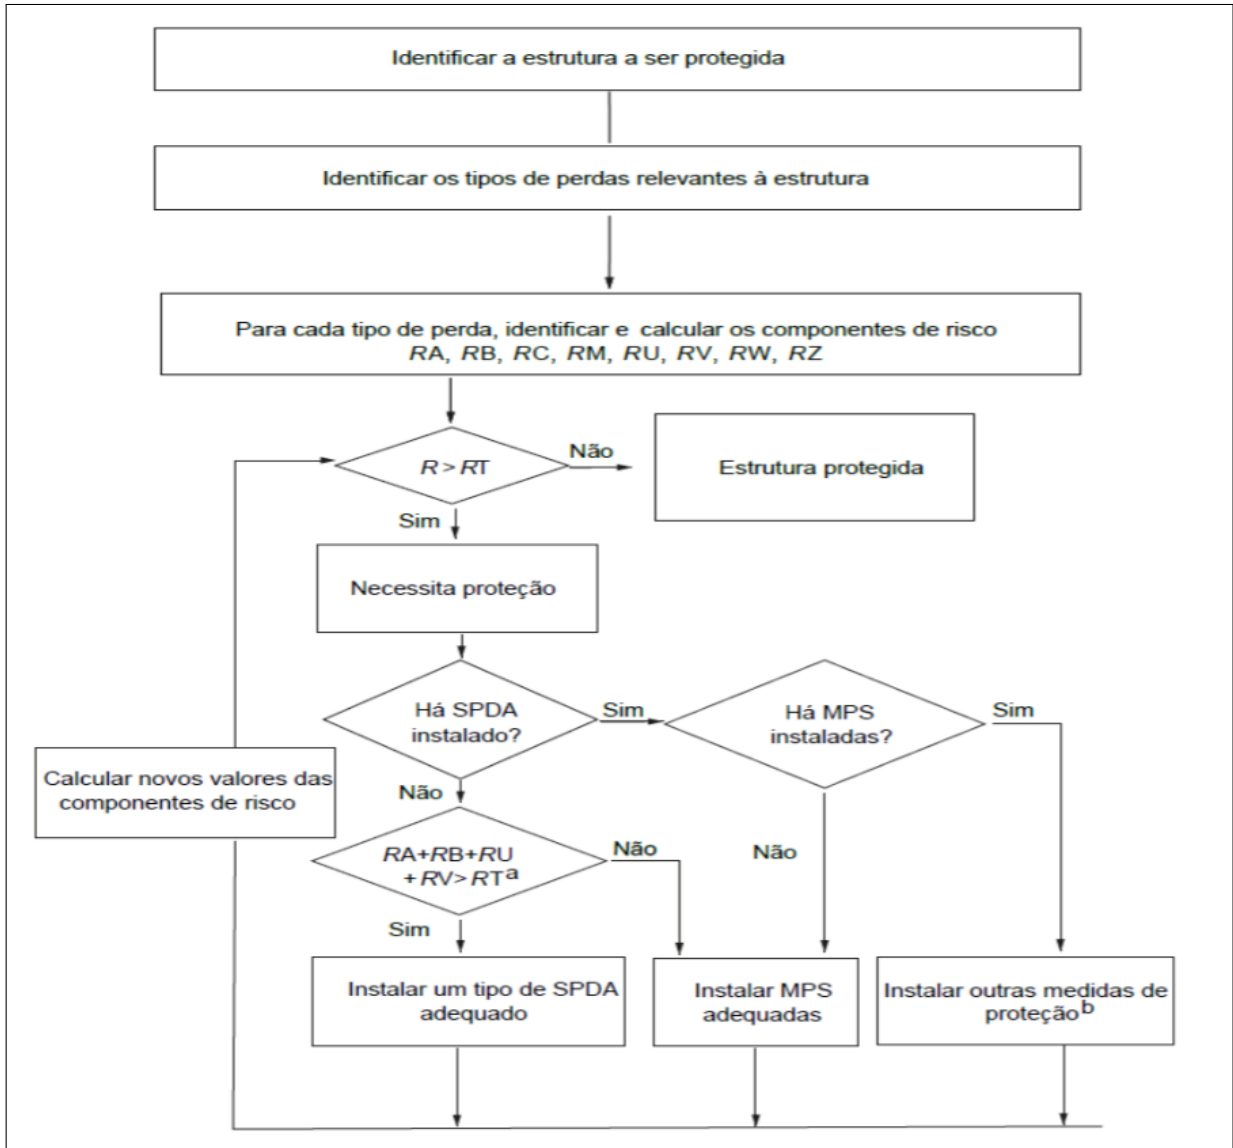 Identificar a estrutura a ser protegida
Identificar os tipos de perdas relevantes à estrutura
Para cada tipo de perda, identificar e calcular os componentes de risco
RA, RB, RC, RM, RU, RV, RW, RZ
R > RT
Não
Estrutura protegida
Sim
Necessita proteção
Há SPDA
instalado?
Sim
Há MPS
instaladas?
Sim
Calcular novos valores das
componentes de risco
Não
RA+RB+RU
+ RV> RTa
Não
Não
Sim
Instalar um tipo de SPDA
adequado
Instalar MPS
adequadas
Instalar outras medidas de
proteçãob